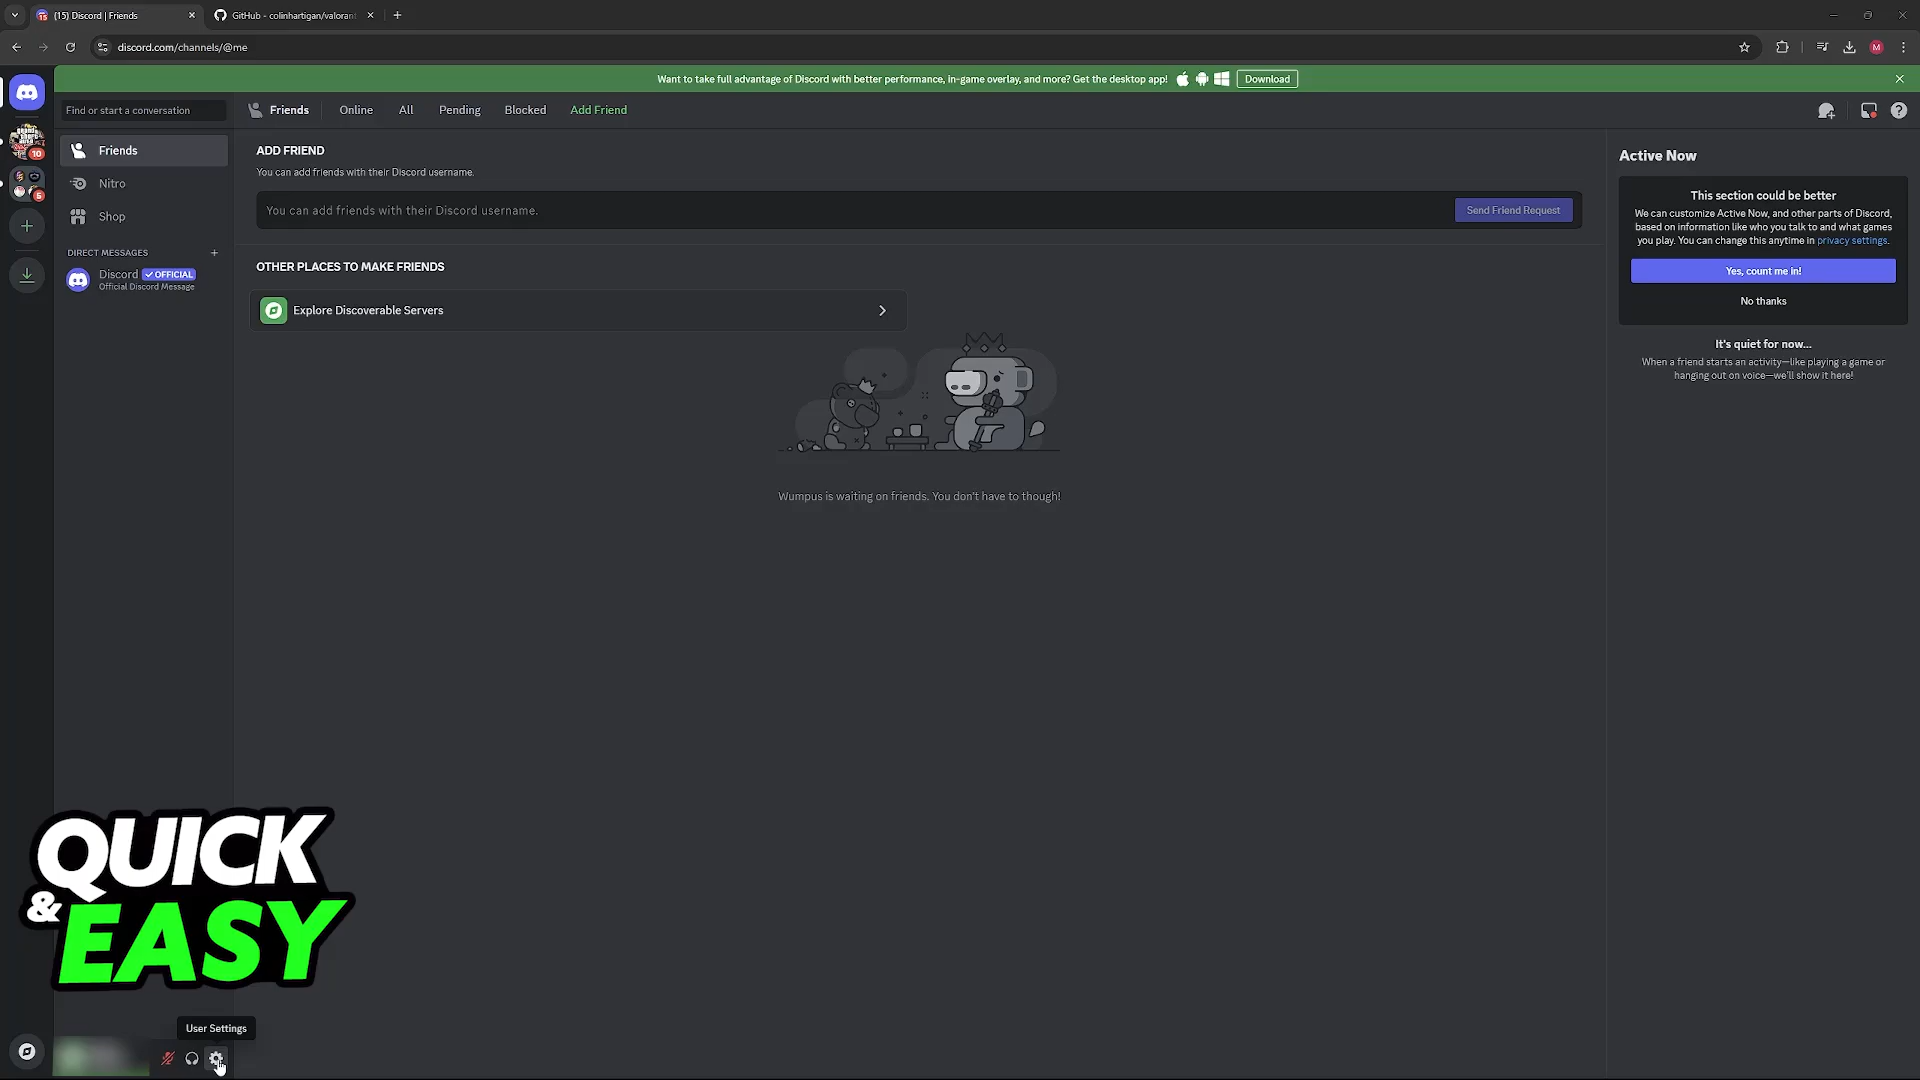 (15) Discord | Friends
GitHub - colinhartigan/valorant
discord.com/channels/@me
M
Want to take full advantage of Discord with better performance, in-game overlay, and more? Get the desktop app!
Download
Find or start a conversation
Friends
Online
All
Pending
Blocked
Add Friend
10
6
Friends
Nitro
Shop
DIRECT MESSAGES
Discord
OFFICIAL
Official Discord Message
ADD FRIEND
You can add friends with their Discord username.
You can add friends with their Discord username.
Send Friend Request
OTHER PLACES TO MAKE FRIENDS
Explore Discoverable Servers
Wumpus is waiting on friends. You don't have to though!
Active Now
This section could be better
We can customize Active Now, and other parts of Discord,
based on information like who you talk to and what games
you play. You can change this anytime in privacy settings.
Yes, count me in!
No thanks
It's quiet for now...
When a friend starts an activity—like playing a game or
hanging out on voice—we'll show it here!
QUICK
& EASY
User Settings